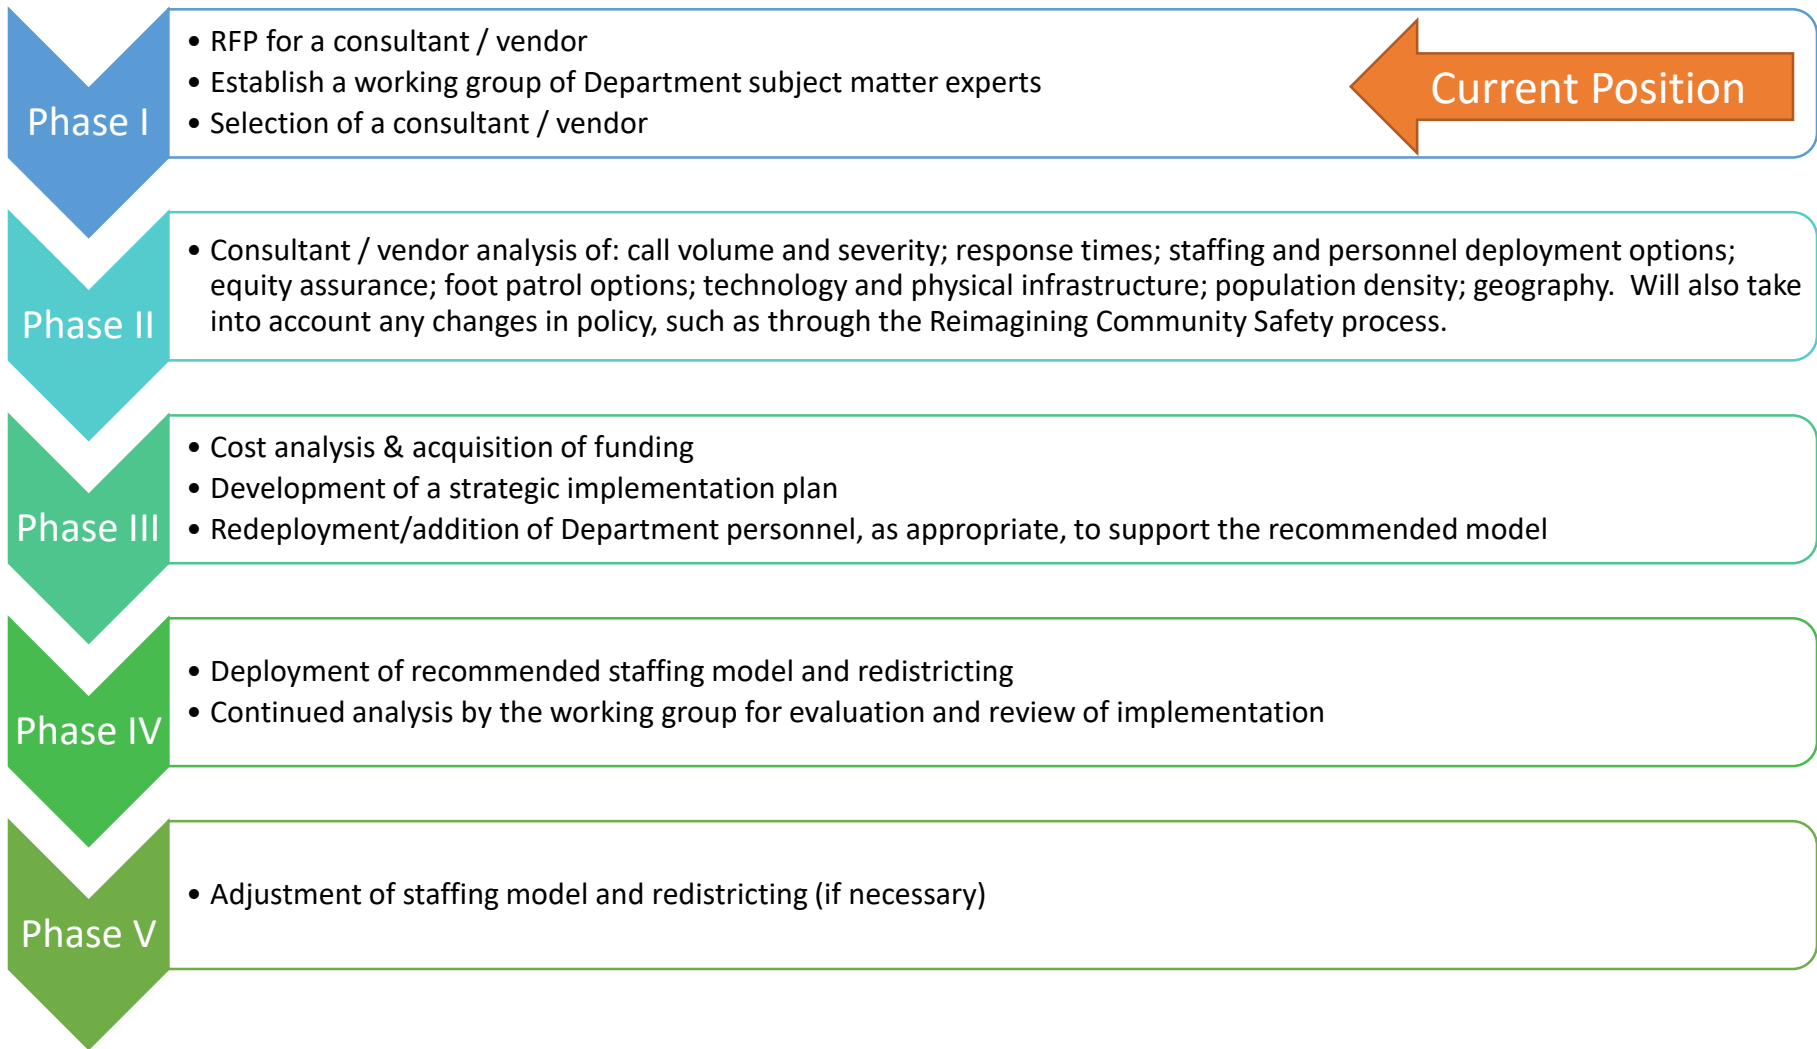 Phase I
• RFP for a consultant / vendor
• Establish a working group of Department subject matter experts
• Selection of a consultant / vendor
Current Position
Phase II
• Consultant / vendor analysis of: call volume and severity; response times; staffing and personnel deployment options;
equity assurance; foot patrol options; technology and physical infrastructure; population density; geography.  Will also take
into account any changes in policy, such as through the Reimagining Community Safety process.
Phase III
• Cost analysis & acquisition of funding
• Development of a strategic implementation plan
• Redeployment/addition of Department personnel, as appropriate, to support the recommended model
Phase IV
• Deployment of recommended staffing model and redistricting
• Continued analysis by the working group for evaluation and review of implementation
Phase V
• Adjustment of staffing model and redistricting (if necessary)